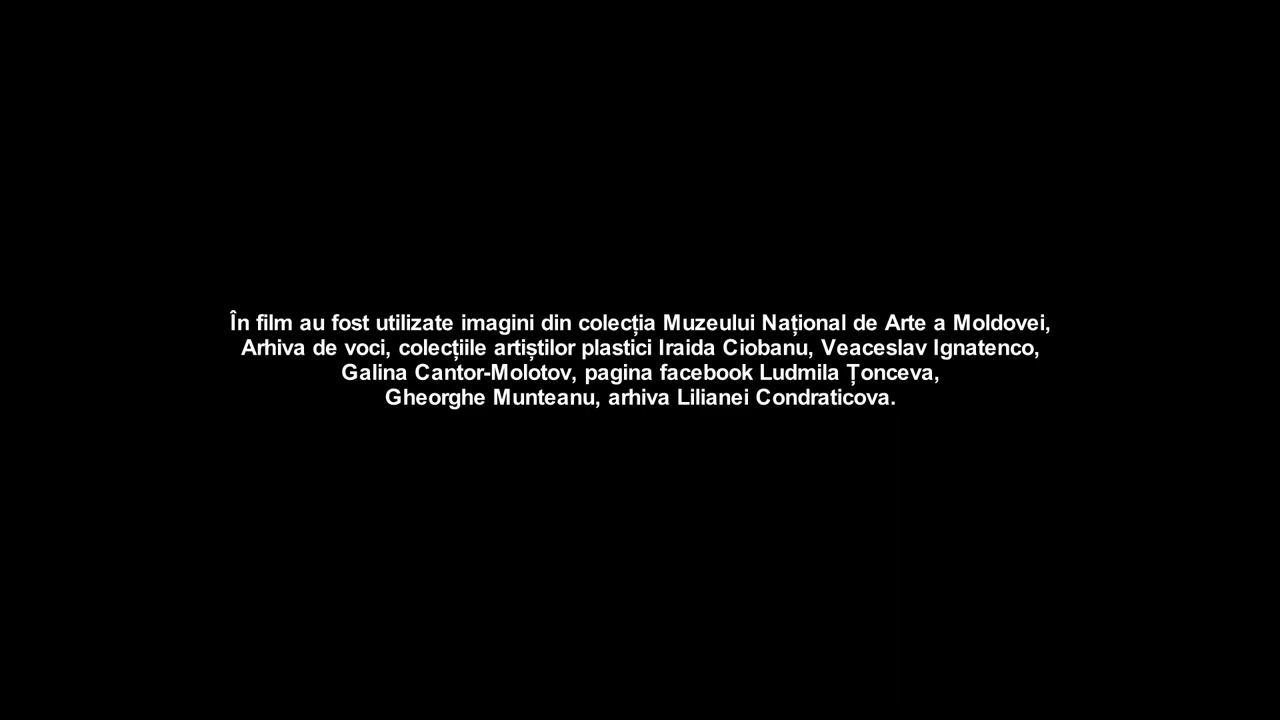 În film au fost utilizate imagini din colecția Muzeului Național de Arte a Moldovei,
Arhiva de voci, colecțiile artiștilor plastici Iraida Ciobanu, Veaceslav Ignatenco,
Galina Cantor-Molotov, pagina facebook Ludmila Țonceva,
Gheorghe Munteanu, arhiva Lilianei Condraticova.